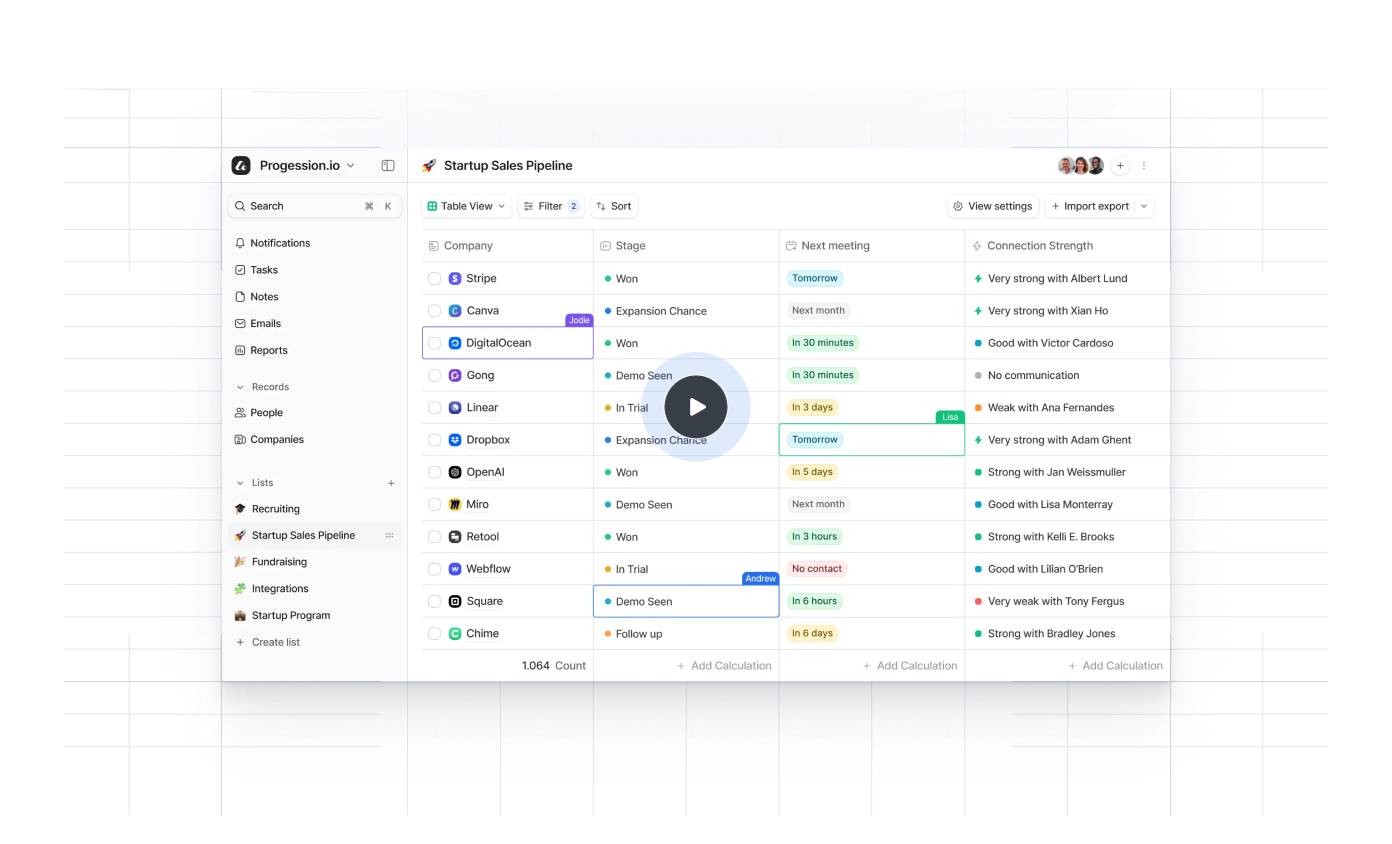 Progession.io
Startup Sales Pipeline
Search ⌘ K
Table View Filter 2 Sort View settings + Import export
Notifications
Tasks
Notes
Emails
Reports
Records
People
Companies
Lists +
Recruiting
Startup Sales Pipeline
Fundraising
Integrations
Startup Program
+ Create list
Company Stage Next meeting Connection Strength
Stripe Won Tomorrow Very strong with Albert Lund
Canva Expansion Chance Next month Very strong with Xian Ho
Jodie
DigitalOcean Won In 30 minutes Good with Victor Cardoso
Gong Demo Seen In 30 minutes No communication
Linear In Trial In 3 days Weak with Ana Fernandes
Lisa
Dropbox Expansion Chance Tomorrow Very strong with Adam Ghent
OpenAI Won In 5 days Strong with Jan Weissmuller
Miro Demo Seen Next month Good with Lisa Monterray
Retool Won In 3 hours Strong with Kelli E. Brooks
Webflow In Trial No contact Good with Lilian O'Brien
Andrew
Square Demo Seen In 6 hours Very weak with Tony Fergus
Chime Follow up In 6 days Strong with Bradley Jones
1.064 Count + Add Calculation + Add Calculation + Add Calculation